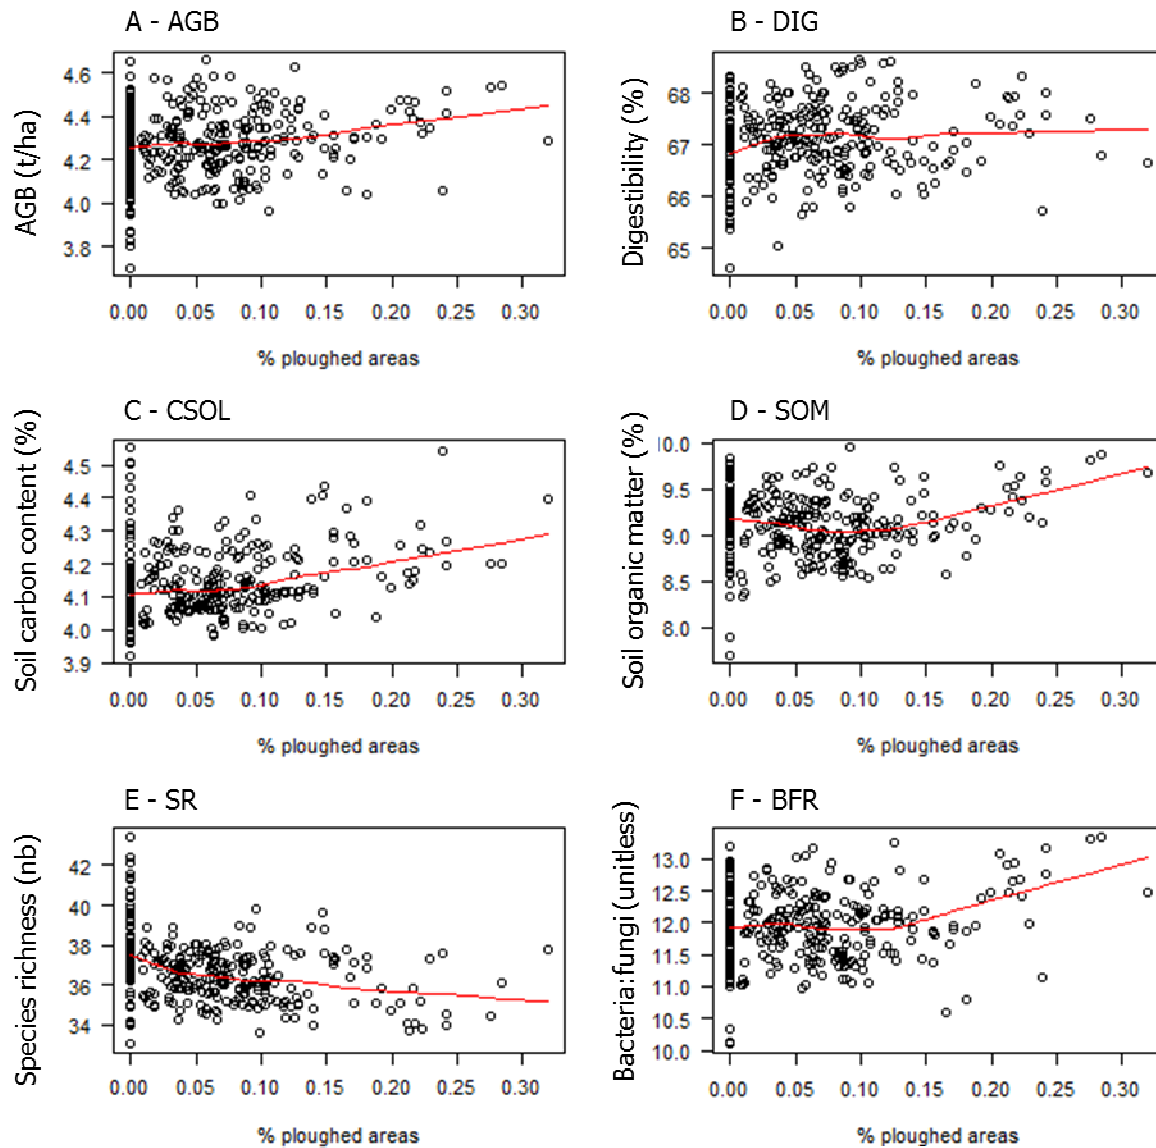 A - AGB
B - DIG
AGB (t/ha)
4.6
4.4
4.2
4.0
3.8
0.00 0.05 0.10 0.15 0.20 0.25 0.30
% ploughed areas
Digestibility (%)
68
67
66
65
0.00 0.05 0.10 0.15 0.20 0.25 0.30
% ploughed areas
C - CSOL
D - SOM
Soil carbon content (%)
4.5
4.4
4.3
4.2
4.1
4.0
3.9
0.00 0.05 0.10 0.15 0.20 0.25 0.30
% ploughed areas
Soil organic matter (%)
10.0
9.5
9.0
8.5
8.0
0.00 0.05 0.10 0.15 0.20 0.25 0.30
% ploughed areas
E - SR
F - BFR
Species richness (nb)
42
40
38
36
34
0.00 0.05 0.10 0.15 0.20 0.25 0.30
% ploughed areas
Bacteria:fungi (unitless)
13.0
12.5
12.0
11.5
11.0
10.5
10.0
0.00 0.05 0.10 0.15 0.20 0.25 0.30
% ploughed areas